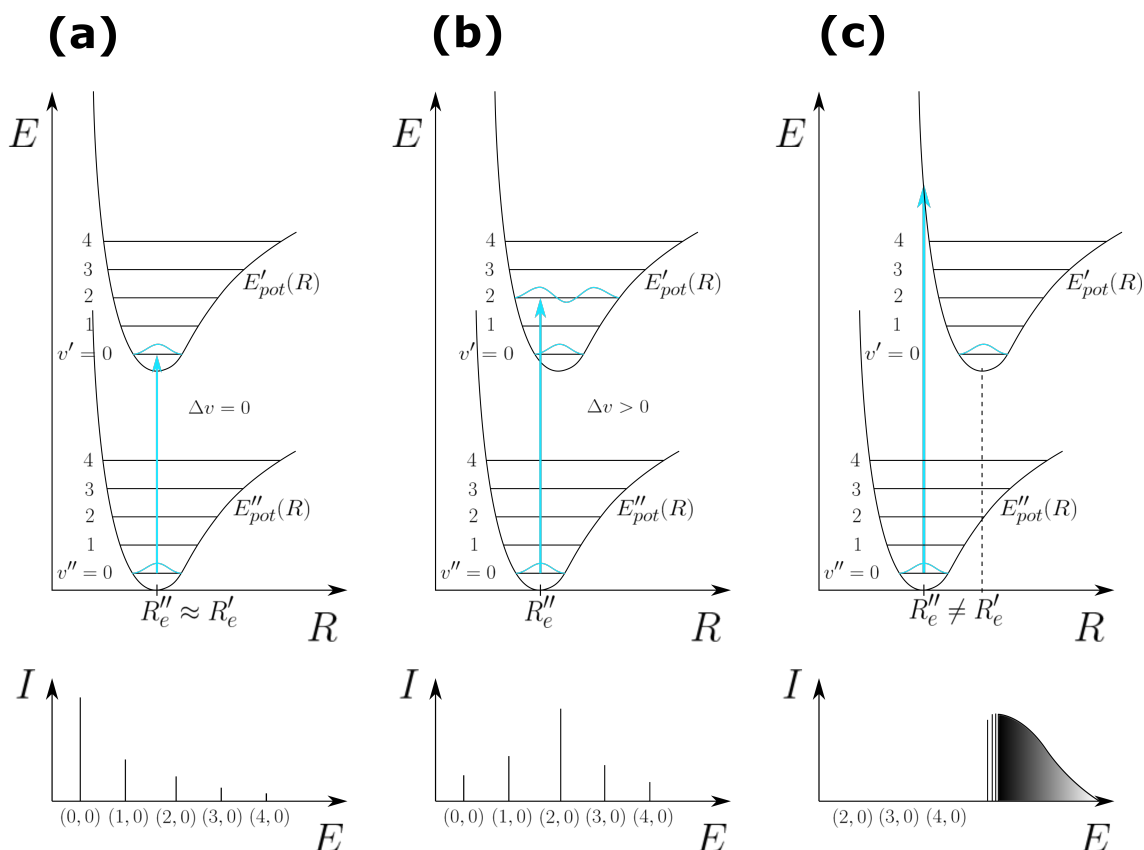 (a)
E
4
3
2
1
v′ = 0
E′pot(R)
Δv = 0
4
3
2
1
v″ = 0
E″pot(R)
R″e ≈ R′e
R
I
(0, 0) (1, 0) (2, 0) (3, 0) (4, 0)
E
(b)
E
4
3
2
1
v′ = 0
E′pot(R)
Δv > 0
4
3
2
1
v″ = 0
E″pot(R)
R″e
R
I
(0, 0) (1, 0) (2, 0) (3, 0) (4, 0)
E
(c)
E
4
3
2
1
v′ = 0
E′pot(R)
4
3
2
1
v″ = 0
E″pot(R)
R″e ≠ R′e
R
I
(2, 0) (3, 0) (4, 0)
E